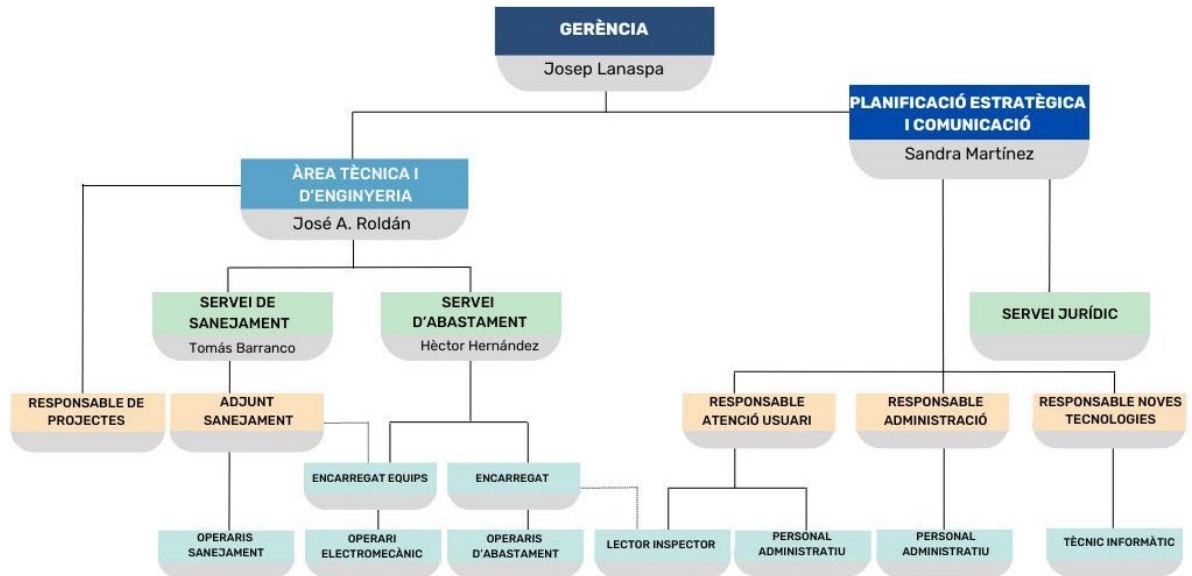 GERÈNCIA
Josep Lanaspa
PLANIFICACIÓ ESTRATÈGICA
I COMUNICACIÓ
Sandra Martínez
ÀREA TÈCNICA I
D'ENGINYERIA
José A. Roldán
SERVEI DE
SANEJAMENT
Tomás Barranco
SERVEI
D'ABASTAMENT
Hèctor Hernández
SERVEI JURÍDIC
RESPONSABLE DE
PROJECTES
ADJUNT
SANEJAMENT
RESPONSABLE
ATENCIÓ USUARI
RESPONSABLE
ADMINISTRACIÓ
RESPONSABLE NOVES
TECNOLOGIES
ENCARREGAT EQUIPS
ENCARREGAT
OPERARIS
SANEJAMENT
OPERARI
ELECTROMECÀNIC
OPERARIS
D'ABASTAMENT
LECTOR INSPECTOR
PERSONAL
ADMINISTRATIU
PERSONAL
ADMINISTRATIU
TÈCNIC INFORMÀTIC